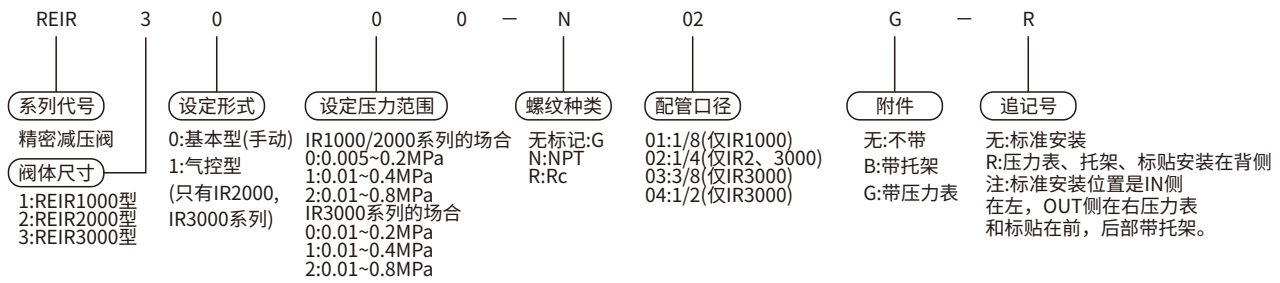 REIR 3 0 0 0 — N 02 G — R
系列代号
精密减压阀
阀体尺寸
1:REIR1000型
2:REIR2000型
3:REIR3000型
设定形式
0:基本型(手动)
1:气控型
(只有IR2000,
IR3000系列)
设定压力范围
IR1000/2000系列的场合
0:0.005~0.2MPa
1:0.01~0.4MPa
2:0.01~0.8MPa
IR3000系列的场合
0:0.01~0.2MPa
1:0.01~0.4MPa
2:0.01~0.8MPa
螺纹种类
无标记:G
N:NPT
R:Rc
配管口径
01:1/8(仅IR1000)
02:1/4(仅IR2、3000)
03:3/8(仅IR3000)
04:1/2(仅IR3000)
附件
无:不带
B:带托架
G:带压力表
追记号
无:标准安装
R:压力表、托架、标贴安装在背侧
注:标准安装位置是IN侧
在左，OUT侧在右压力表
和标贴在前，后部带托架。